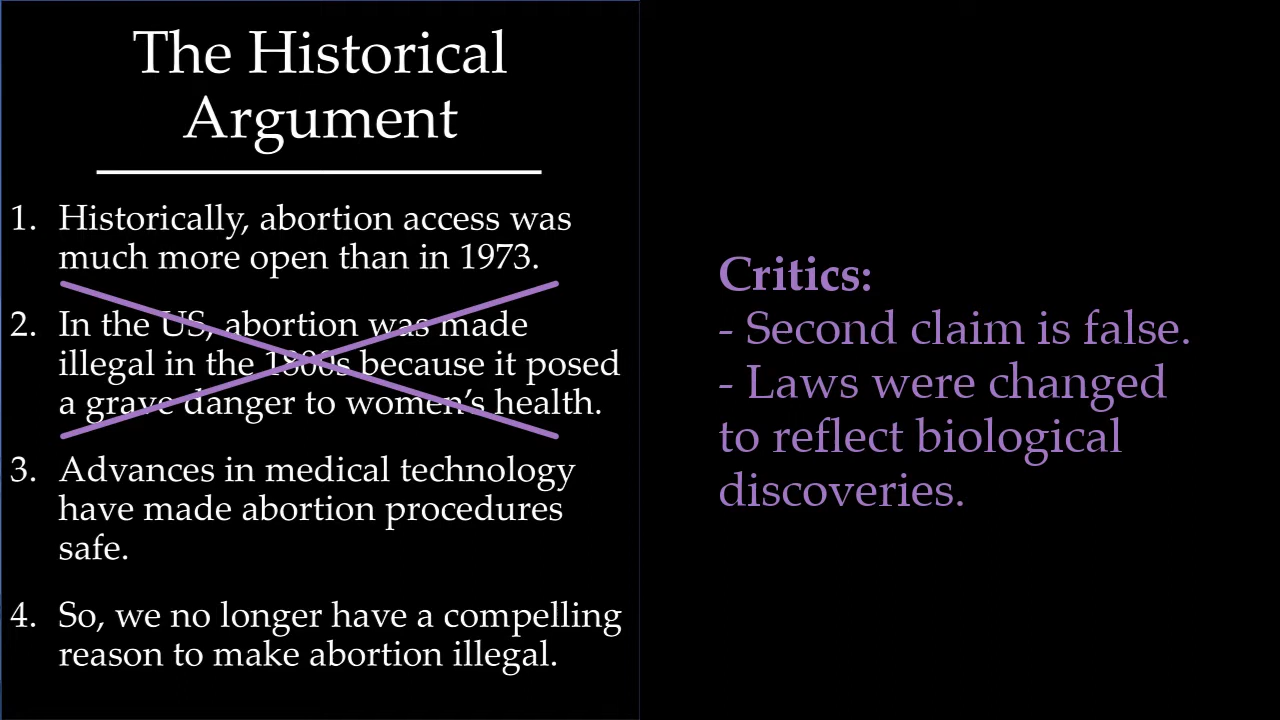 The Historical
Argument
1. Historically, abortion access was
much more open than in 1973.
2. In the US, abortion was made
illegal in the 1800s because it posed
a grave danger to women’s health.
3. Advances in medical technology
have made abortion procedures
safe.
4. So, we no longer have a compelling
reason to make abortion illegal.
Critics:
- Second claim is false.
- Laws were changed
to reflect biological
discoveries.